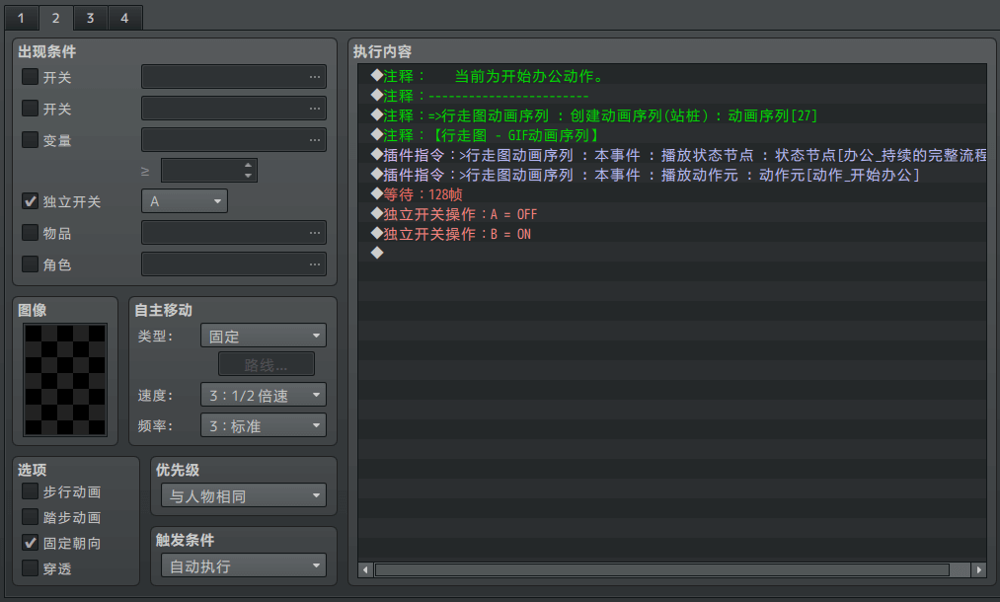 1 2 3 4
出现条件
开关 ...
开关 ...
变量 ...
≥
独立开关 A
物品 ...
角色 ...
图像
自主移动
类型: 固定
路线...
速度: 3：1/2 倍速
频率: 3：标准
选项
步行动画
踏步动画
固定朝向
穿透
优先级
与人物相同
触发条件
自动执行
执行内容
◆注释：　　当前为开始办公动作。
◆注释：------------------------
◆注释：=>行走图动画序列 : 创建动画序列(站桩) : 动画序列[27]
◆注释：【行走图 - GIF动画序列】
◆插件指令：>行走图动画序列 : 本事件 : 播放状态节点 : 状态节点[办公_持续的完整流程
◆插件指令：>行走图动画序列 : 本事件 : 播放动作元 : 动作元[动作_开始办公]
◆等待：128帧
◆独立开关操作：A = OFF
◆独立开关操作：B = ON
◆